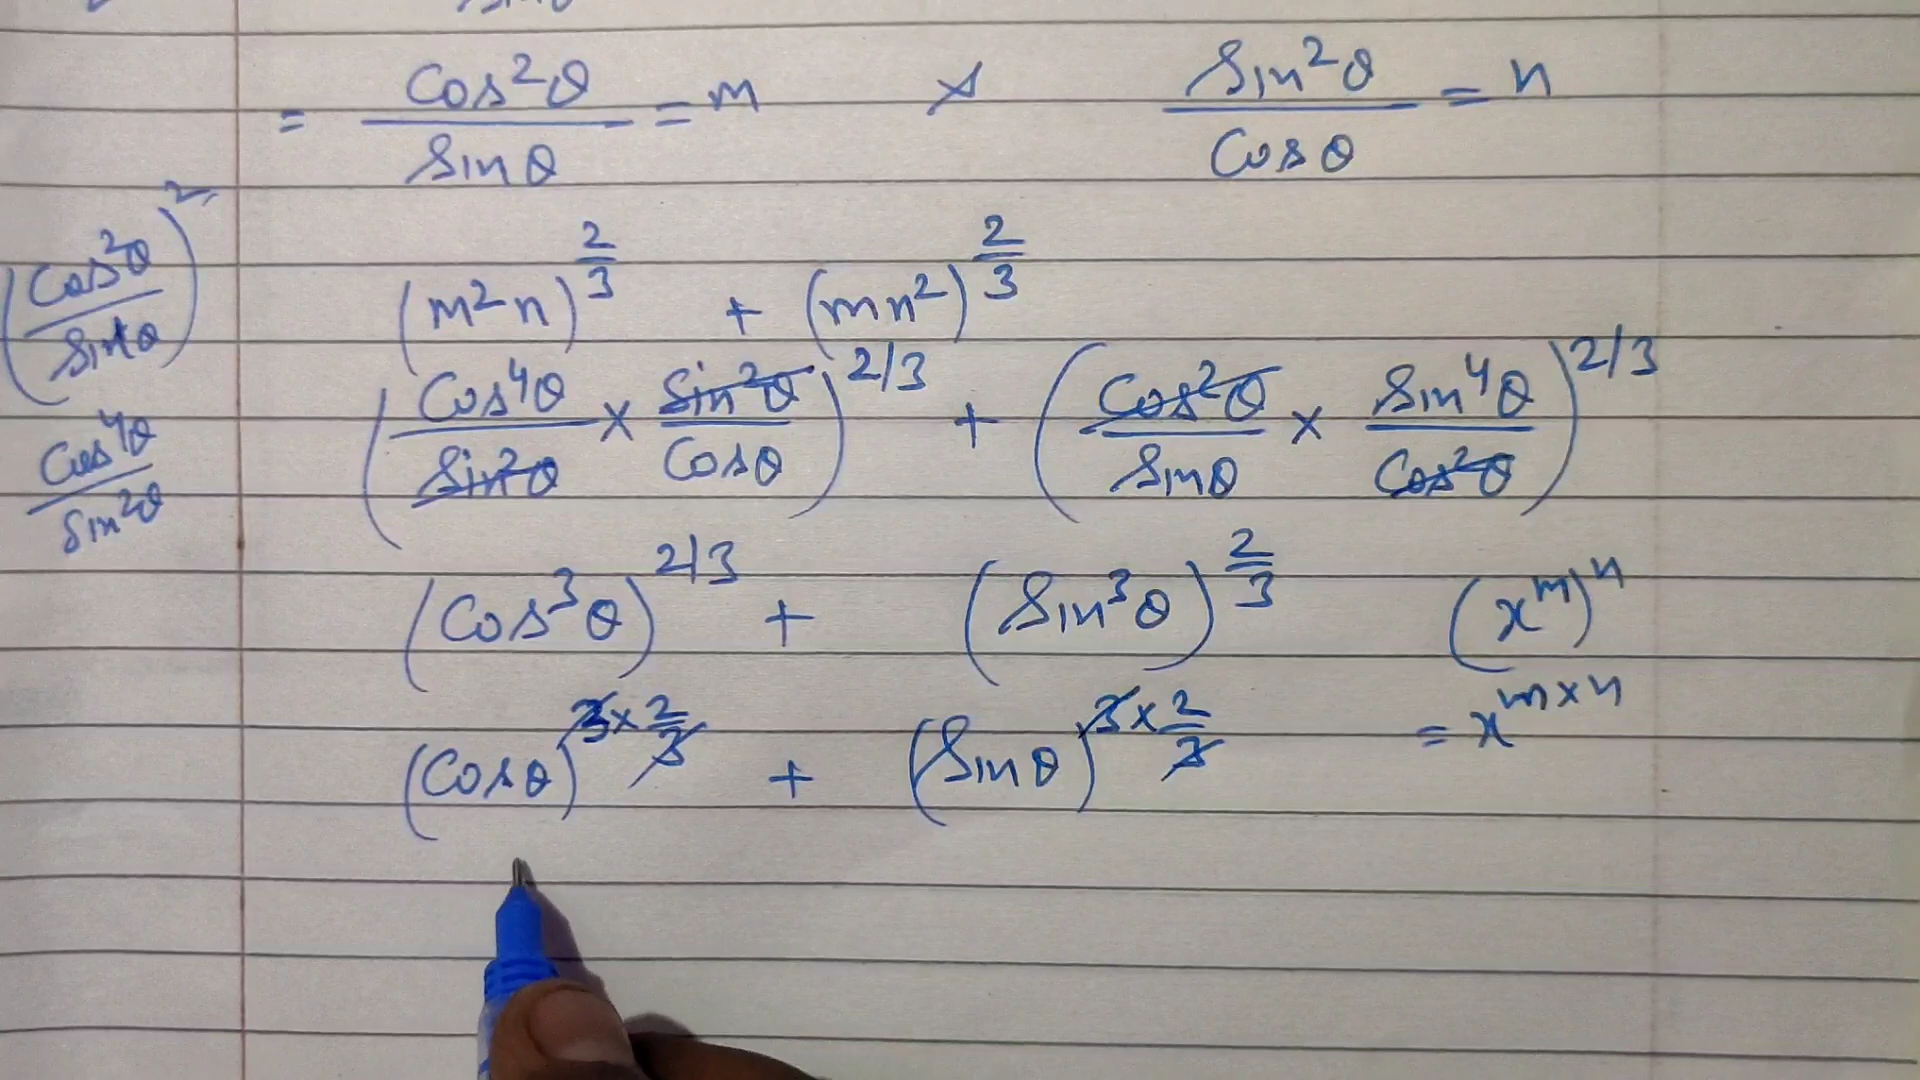 = Cos²θ/Sinθ = m × Sin²θ/Cosθ = n
(Cos²θ/Sinθ)²
(m²n)^2/3 + (mn²)^2/3
Cos⁴θ/Sin²θ
(Cos⁴θ/Sin²θ × Sin²θ/Cosθ)^2/3 + (Cos²θ/Sinθ × Sin⁴θ/Cos²θ)^2/3
(Cos³θ)^2/3 + (Sin³θ)^2/3 (x^m)^n
(Cosθ)^3×2/3 + (Sinθ)^3×2/3 = x^m×n